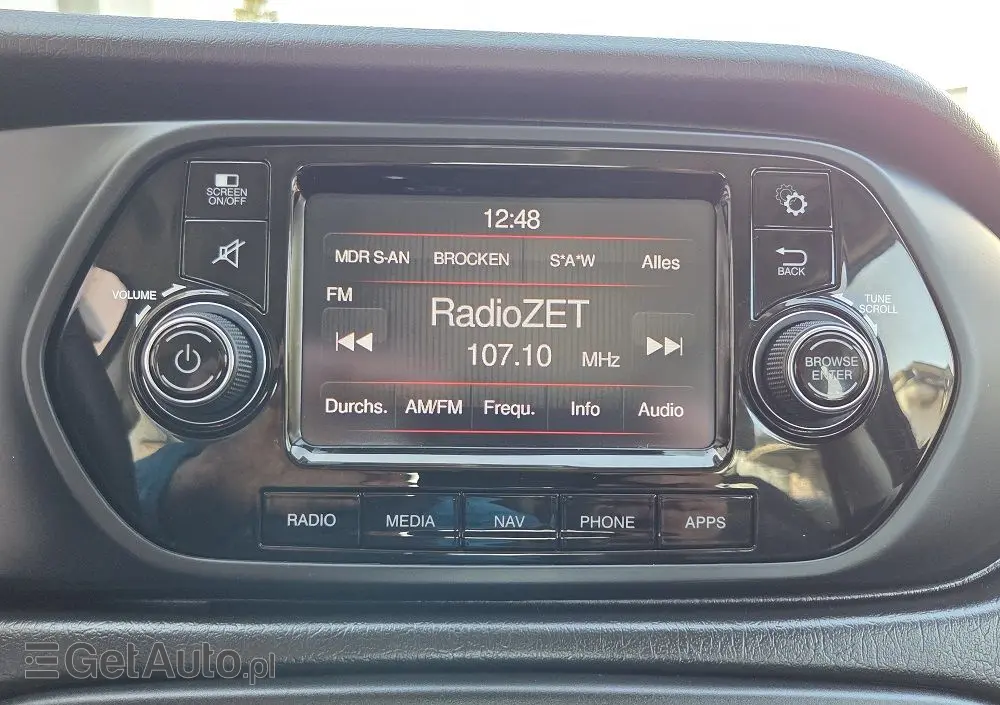 SCREEN
ON/OFF
12:48
MDR S-AN BROCKEN S*A*W Alles
BACK
VOLUME
FM
RadioZET
107.10 MHz
TUNE
SCROLL
BROWSE
ENTER
Durchs. AM/FM Frequ. Info Audio
RADIO MEDIA NAV PHONE APPS
GetAuto.pl